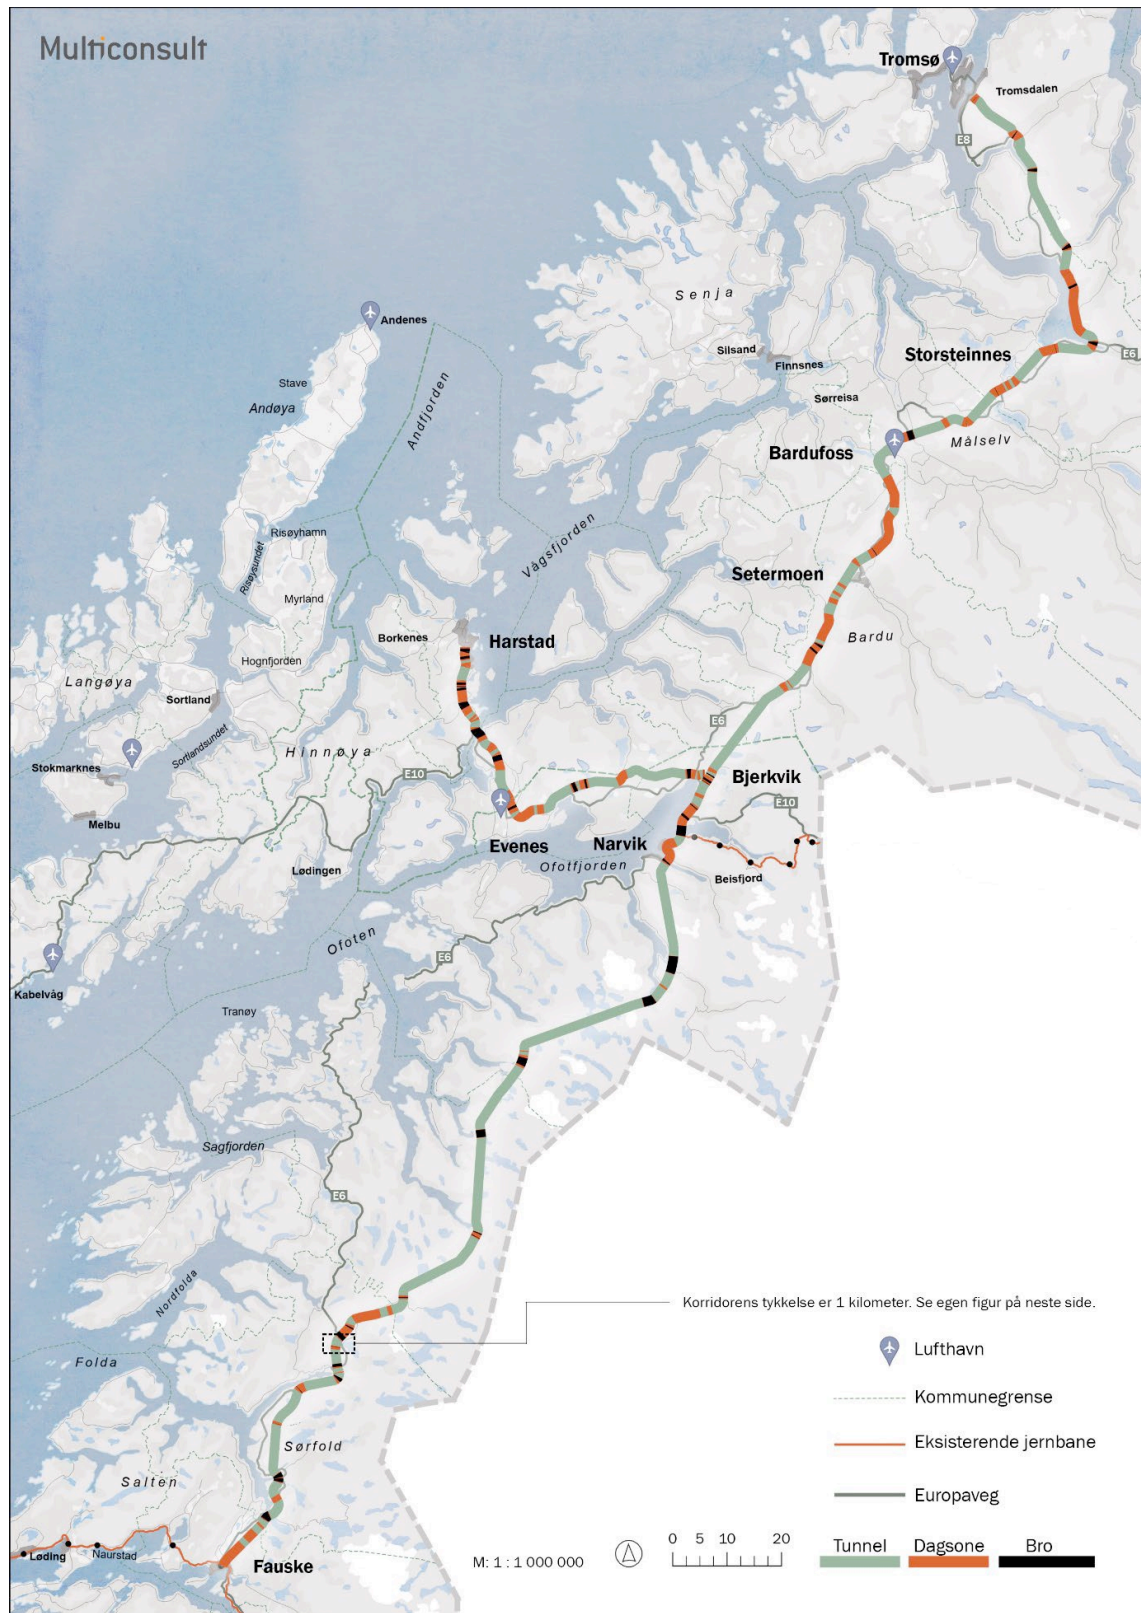 Multiconsult
Tromsø
Tromsdalen
E8
Senja
Andenes
Silsand
Finnsnes
Storsteinnes
E6
Stave
Andøya
Andfjorden
Sørreisa
Bardufoss
Målselv
Risøyhamn
Risøysundet
Vågsfjorden
Setermoen
Myrland
Borkenes
Harstad
Bardu
Hognfjorden
Langøya
Sortland
E6
Sortlandsundet
Hinnøya
Stokmarknes
E10
Bjerkvik
E10
Melbu
Evenes
Narvik
Lødingen
Ofotfjorden
Beisfjord
Ofoten
E6
Kabelvåg
Tranøy
Sagfjorden
E6
Nordfolda
Korridorens tykkelse er 1 kilometer. Se egen figur på neste side.
Lufthavn
Folda
Kommunegrense
Sørfold
Eksisterende jernbane
Salten
Europaveg
0 5 10 20
Tunnel Dagsone Bro
Løding
Naurstad
Fauske
M: 1 : 1 000 000